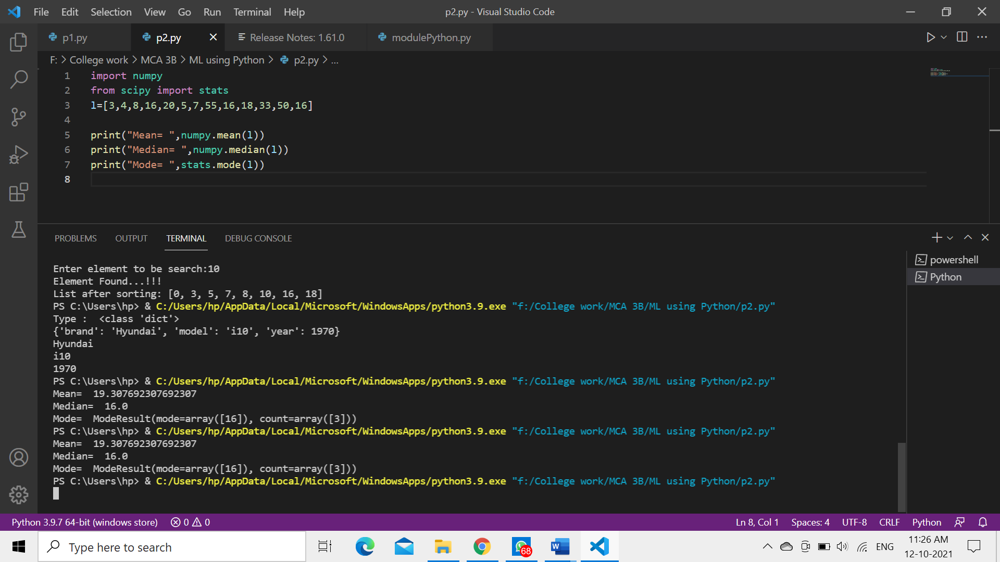 File Edit Selection View Go Run Terminal Help p2.py - Visual Studio Code
p1.py p2.py Release Notes: 1.61.0 modulePython.py
F: > College work > MCA 3B > ML using Python > p2.py > ...
1 import numpy
2 from scipy import stats
3 l=[3,4,8,16,20,5,7,55,16,18,33,50,16]
4
5 print("Mean= ",numpy.mean(l))
6 print("Median= ",numpy.median(l))
7 print("Mode= ",stats.mode(l))
8
PROBLEMS OUTPUT TERMINAL DEBUG CONSOLE
powershell
Python
Enter element to be search:10
Element Found...!!!
List after sorting: [0, 3, 5, 7, 8, 10, 16, 18]
PS C:\Users\hp> & C:/Users/hp/AppData/Local/Microsoft/WindowsApps/python3.9.exe "f:/College work/MCA 3B/ML using Python/p2.py"
Type :  <class 'dict'>
{'brand': 'Hyundai', 'model': 'i10', 'year': 1970}
Hyundai
i10
1970
PS C:\Users\hp> & C:/Users/hp/AppData/Local/Microsoft/WindowsApps/python3.9.exe "f:/College work/MCA 3B/ML using Python/p2.py"
Mean=  19.307692307692307
Median=  16.0
Mode=  ModeResult(mode=array([16]), count=array([3]))
PS C:\Users\hp> & C:/Users/hp/AppData/Local/Microsoft/WindowsApps/python3.9.exe "f:/College work/MCA 3B/ML using Python/p2.py"
Mean=  19.307692307692307
Median=  16.0
Mode=  ModeResult(mode=array([16]), count=array([3]))
PS C:\Users\hp> & C:/Users/hp/AppData/Local/Microsoft/WindowsApps/python3.9.exe "f:/College work/MCA 3B/ML using Python/p2.py"
Python 3.9.7 64-bit (windows store) 0 0 Ln 8, Col 1 Spaces: 4 UTF-8 CRLF Python
Type here to search 68 W ENG 11:26 AM
12-10-2021